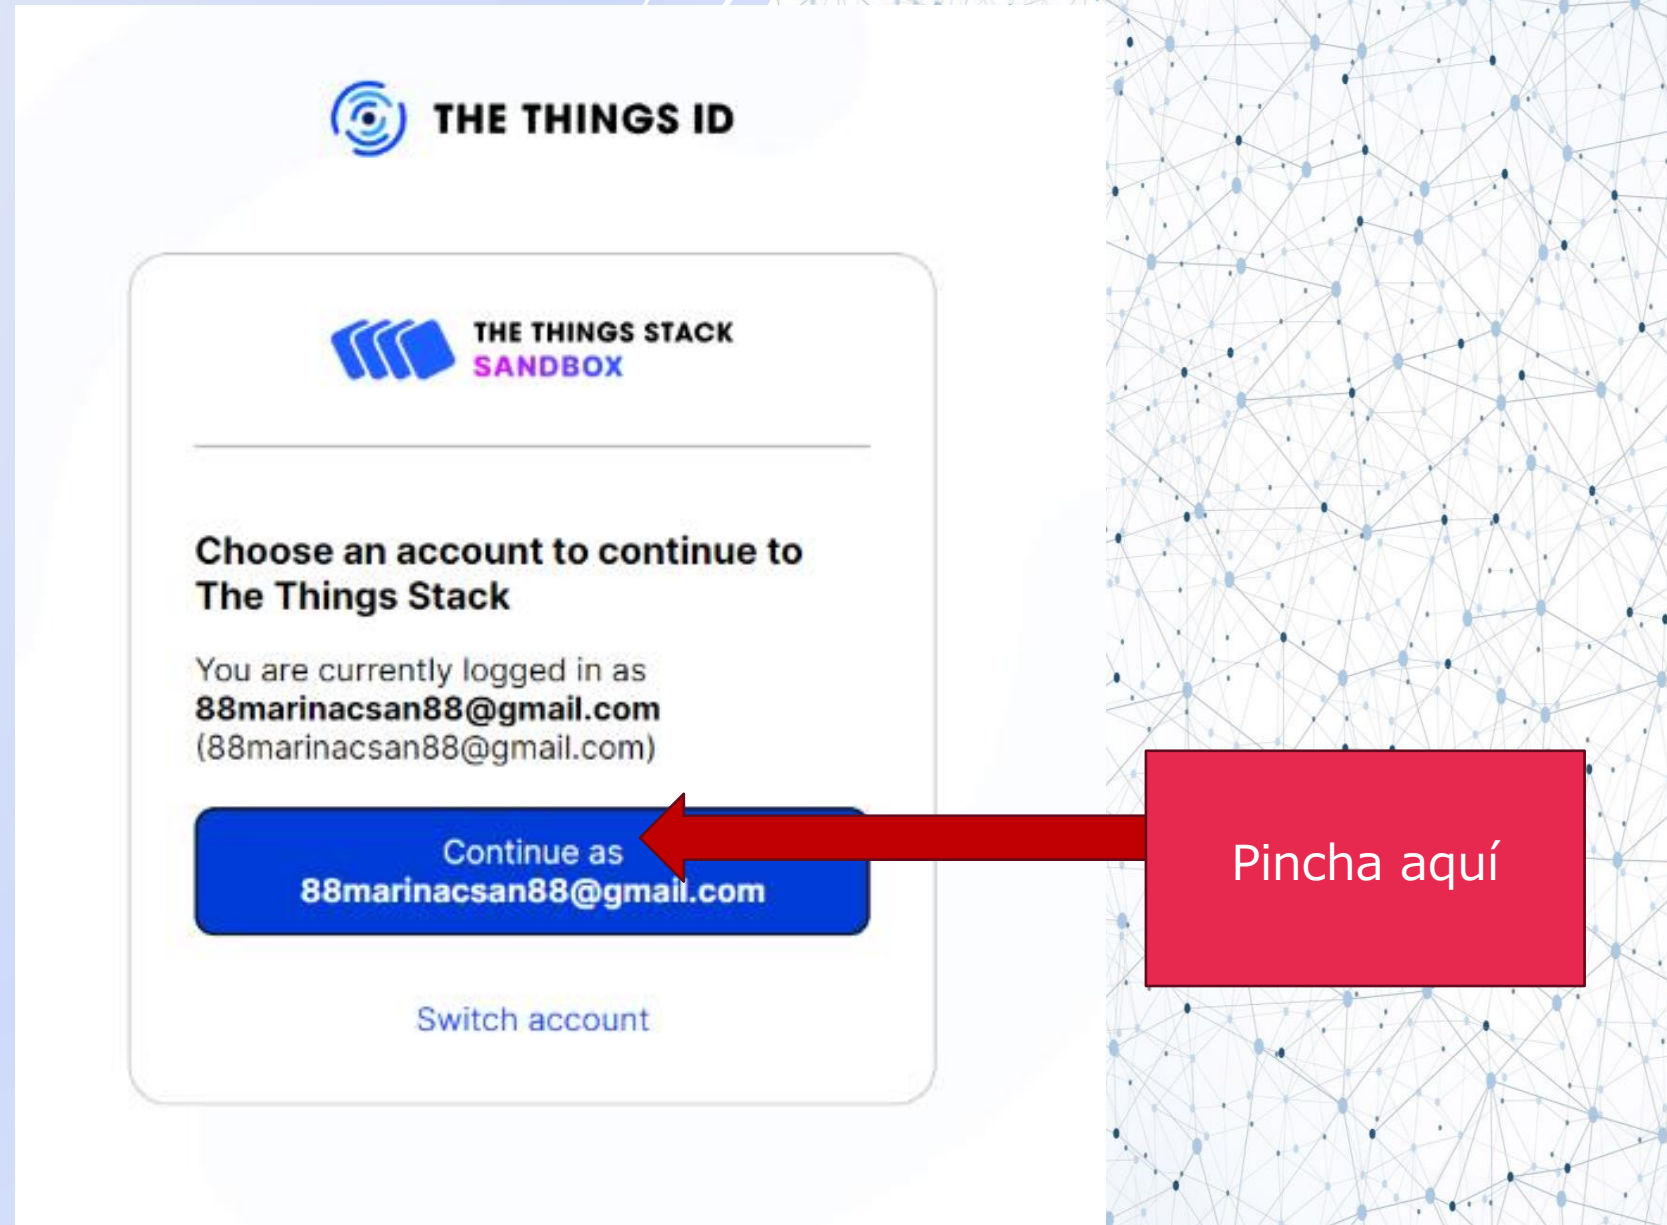 THE THINGS ID
THE THINGS STACK
SANDBOX
Choose an account to continue to
The Things Stack
You are currently logged in as
88marinacsan88@gmail.com
(88marinacsan88@gmail.com)
Continue as
88marinacsan88@gmail.com
Switch account
Pincha aquí